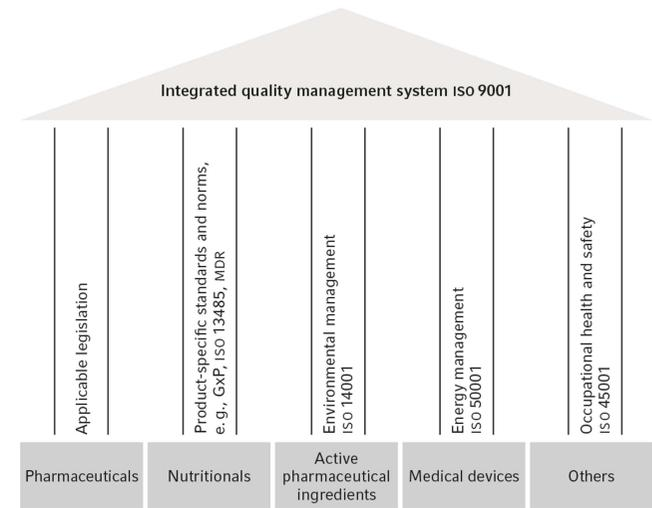 Integrated quality management system ISO 9001
Applicable legislation
Product-specific standards and norms,
e. g., GxP, ISO 13485, MDR
Environmental management
ISO 14001
Energy management
ISO 50001
Occupational health and safety
ISO 45001
Pharmaceuticals
Nutritionals
Active
pharmaceutical
ingredients
Medical devices
Others